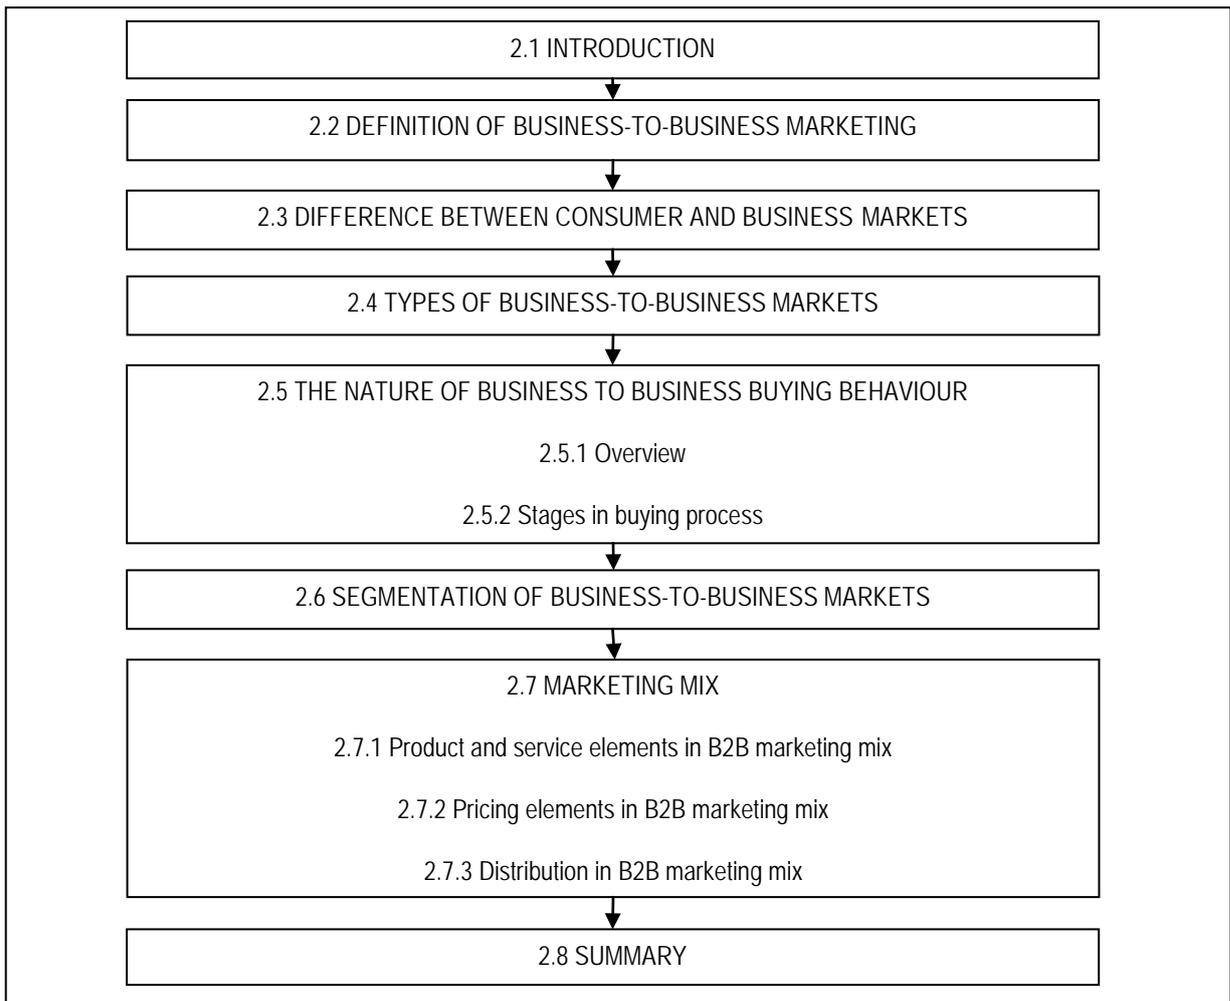 2.1 INTRODUCTION
2.2 DEFINITION OF BUSINESS-TO-BUSINESS MARKETING
2.3 DIFFERENCE BETWEEN CONSUMER AND BUSINESS MARKETS
2.4 TYPES OF BUSINESS-TO-BUSINESS MARKETS
2.5 THE NATURE OF BUSINESS TO BUSINESS BUYING BEHAVIOUR
2.5.1 Overview
2.5.2 Stages in buying process
2.6 SEGMENTATION OF BUSINESS-TO-BUSINESS MARKETS
2.7 MARKETING MIX
2.7.1 Product and service elements in B2B marketing mix
2.7.2 Pricing elements in B2B marketing mix
2.7.3 Distribution in B2B marketing mix
2.8 SUMMARY